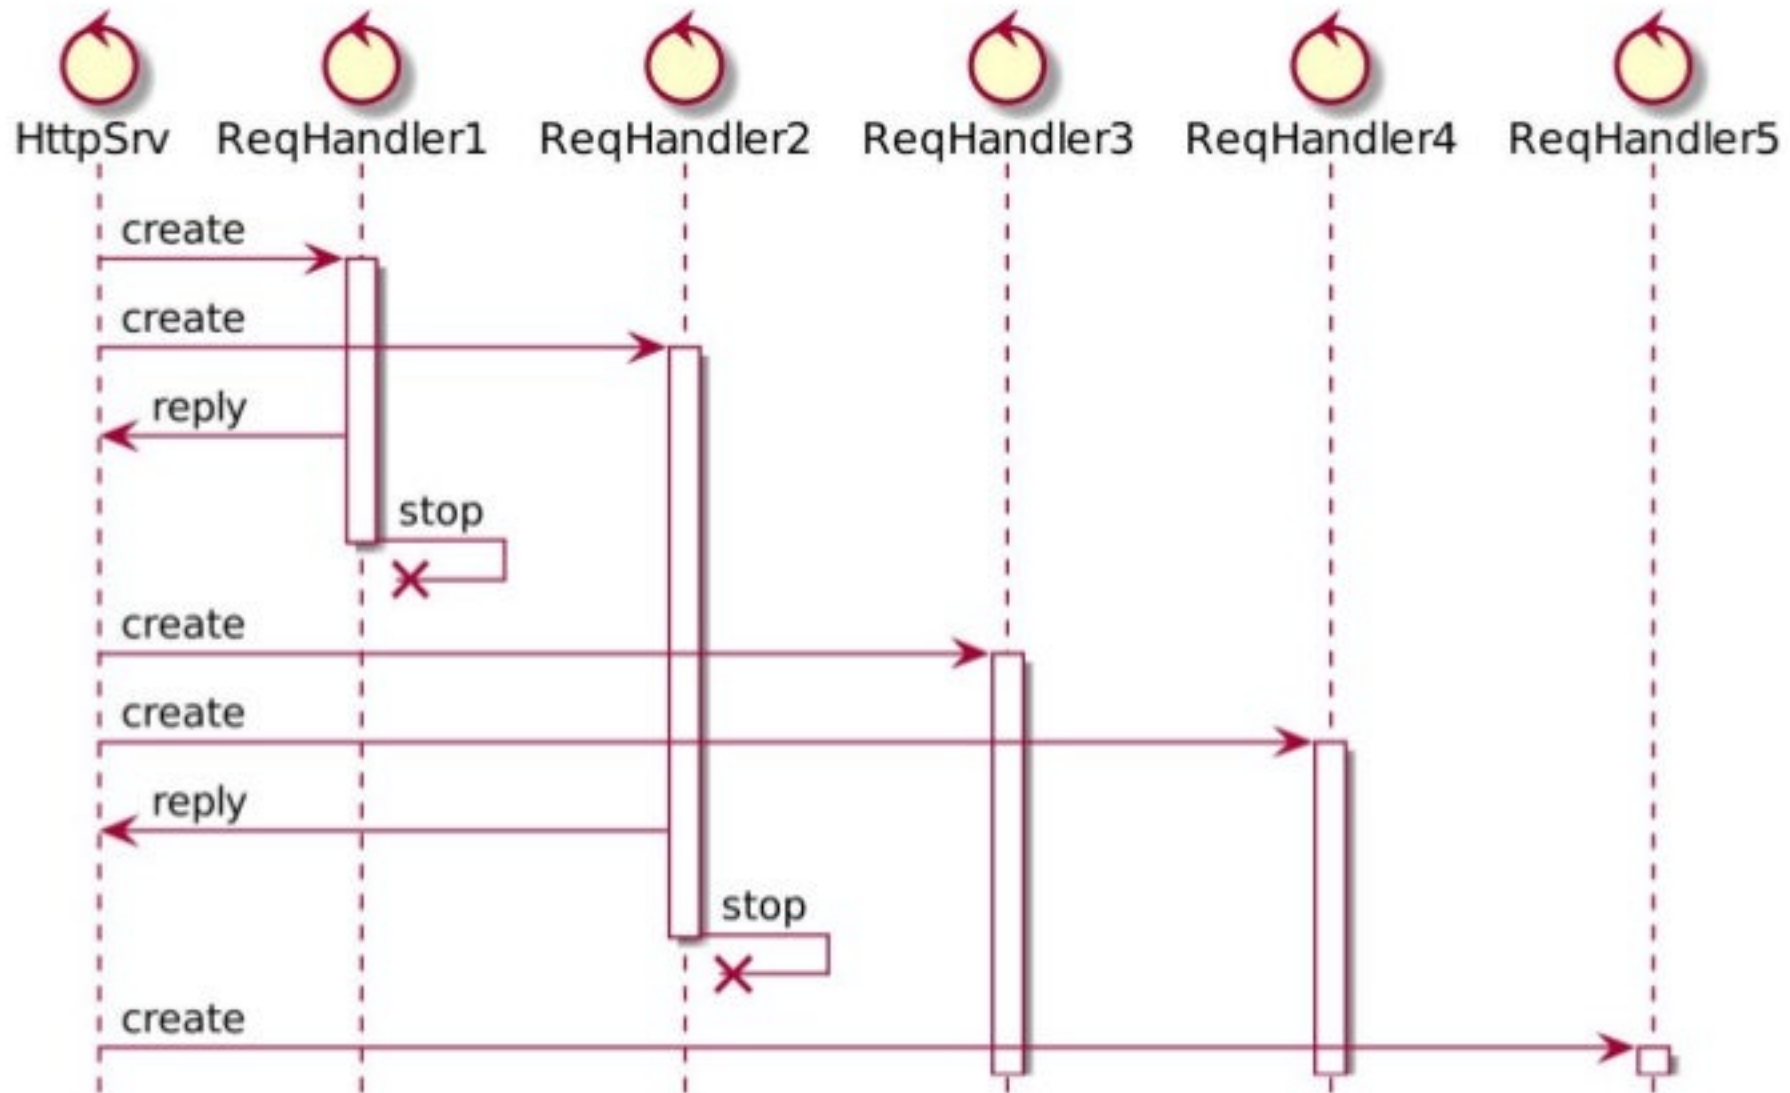 HttpSrv ReqHandler1 ReqHandler2 ReqHandler3 ReqHandler4 ReqHandler5
create
create
reply
stop
create
create
reply
stop
create